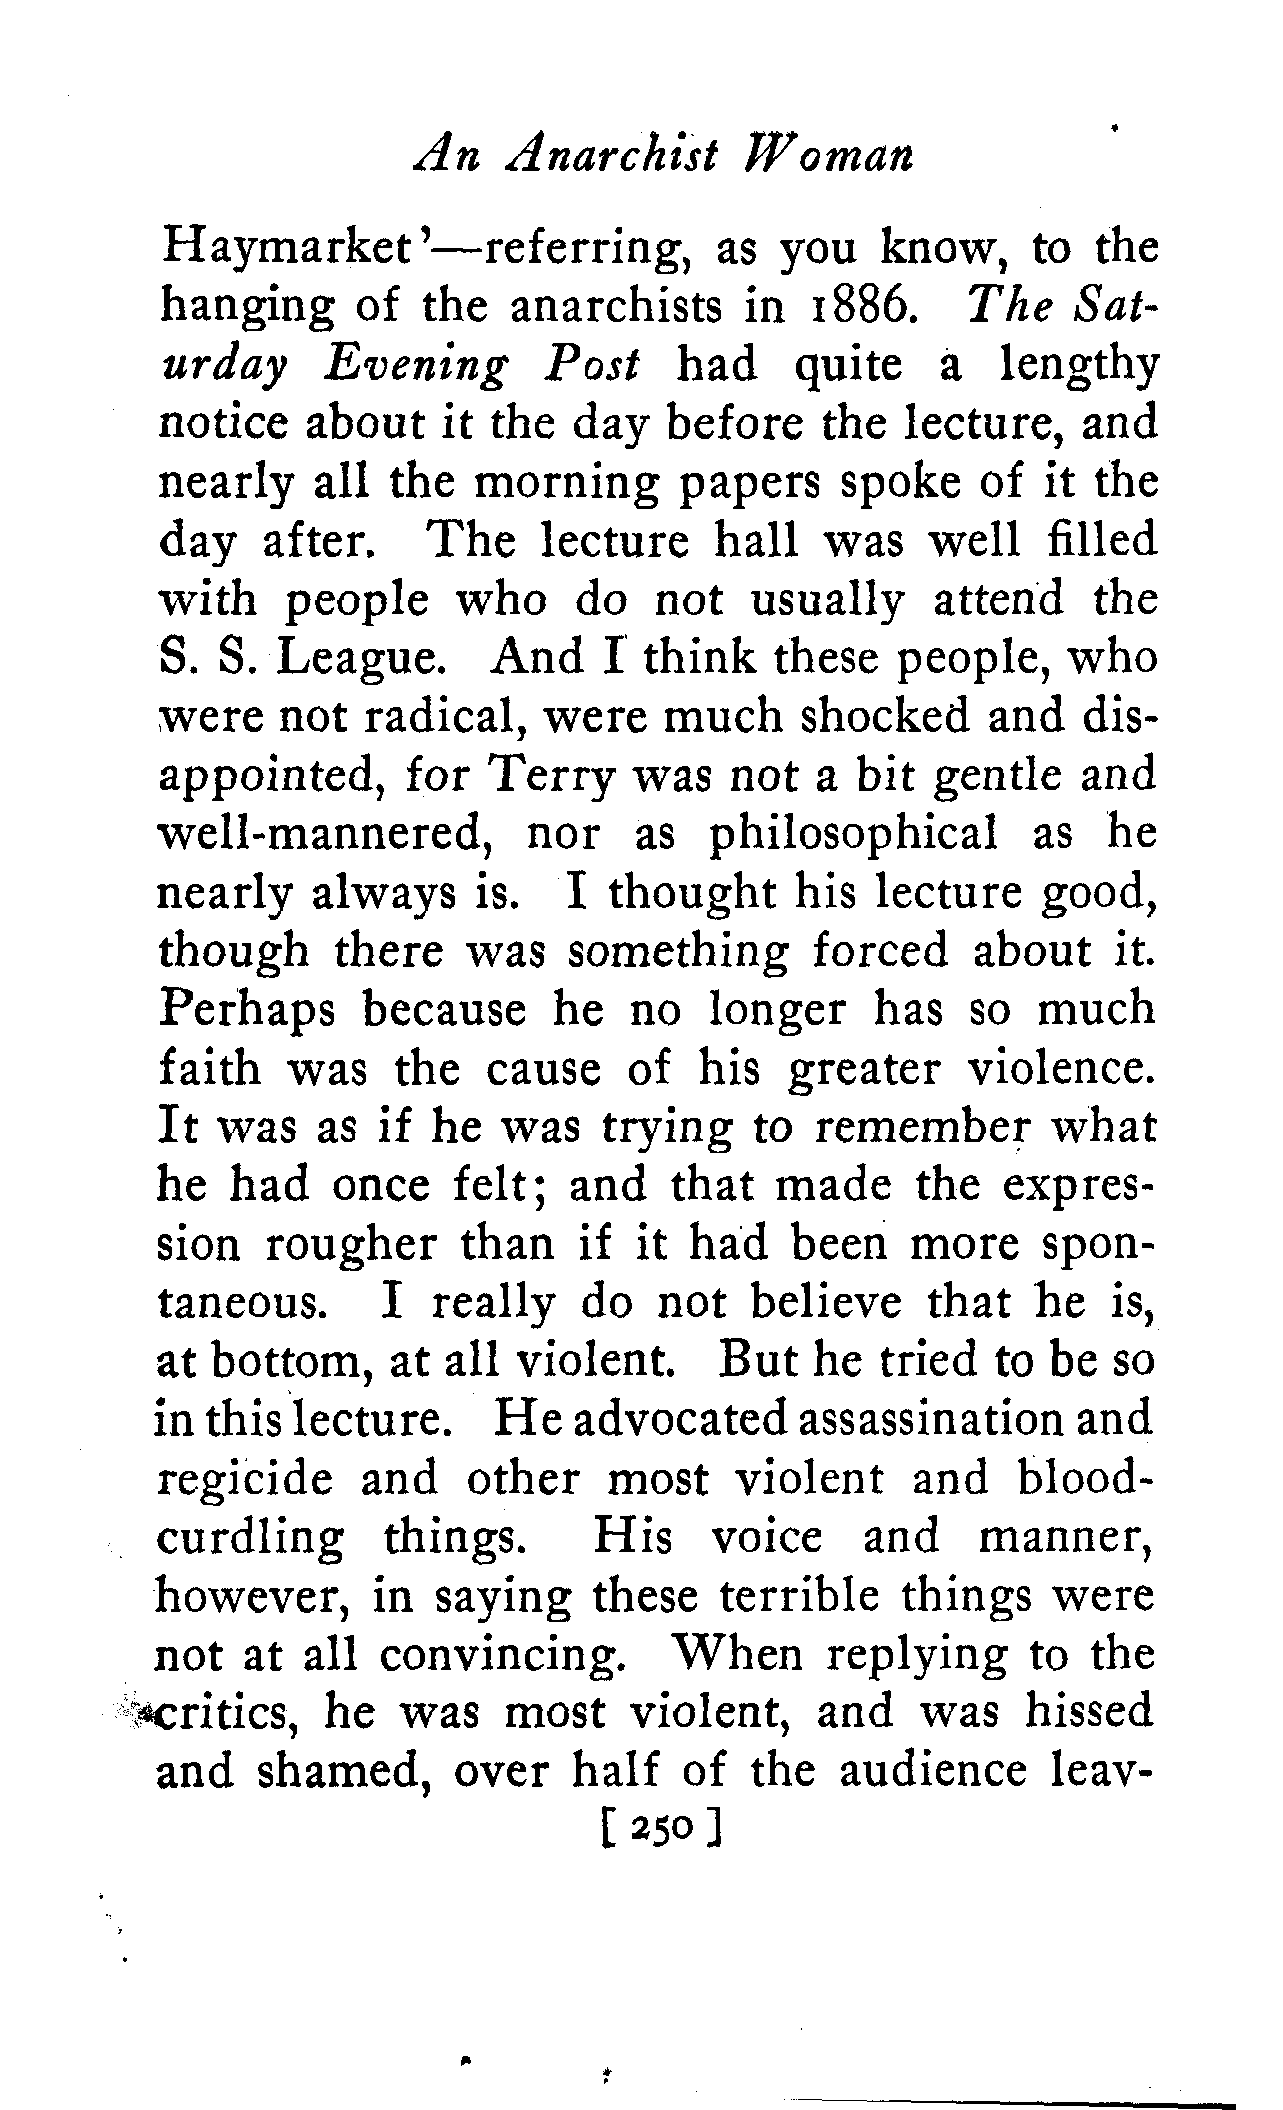 An Anarchist Woman
Haymarket'—referring, as you know, to the
hanging of the anarchists in 1886. The Sat-
urday Evening Post had quite a lengthy
notice about it the day before the lecture, and
nearly all the morning papers spoke of it the
day after. The lecture hall was well filled
with people who do not usually attend the
S. S. League. And I think these people, who
were not radical, were much shocked and dis-
appointed, for Terry was not a bit gentle and
well-mannered, nor as philosophical as he
nearly always is. I thought his lecture good,
though there was something forced about it.
Perhaps because he no longer has so much
faith was the cause of his greater violence.
It was as if he was trying to remember what
he had once felt; and that made the expres-
sion rougher than if it had been more spon-
taneous. I really do not believe that he is,
at bottom, at all violent. But he tried to be so
in this lecture. He advocated assassination and
regicide and other most violent and blood-
curdling things. His voice and manner,
however, in saying these terrible things were
not at all convincing. When replying to the
critics, he was most violent, and was hissed
and shamed, over half of the audience leav-
[ 250 ]